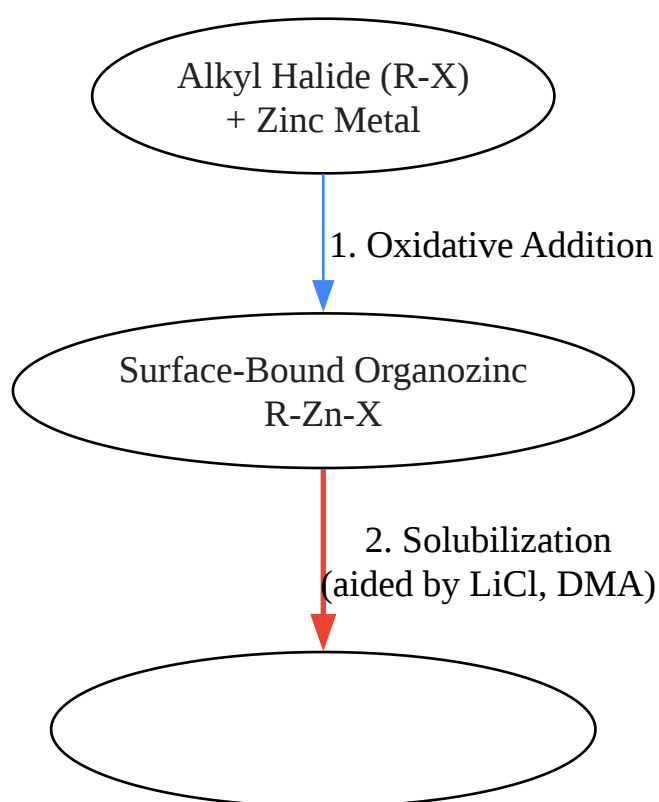 Alkyl Halide (R-X)
+ Zinc Metal
1. Oxidative Addition
Surface-Bound Organozinc
R-Zn-X
2. Solubilization
(aided by LiCl, DMA)